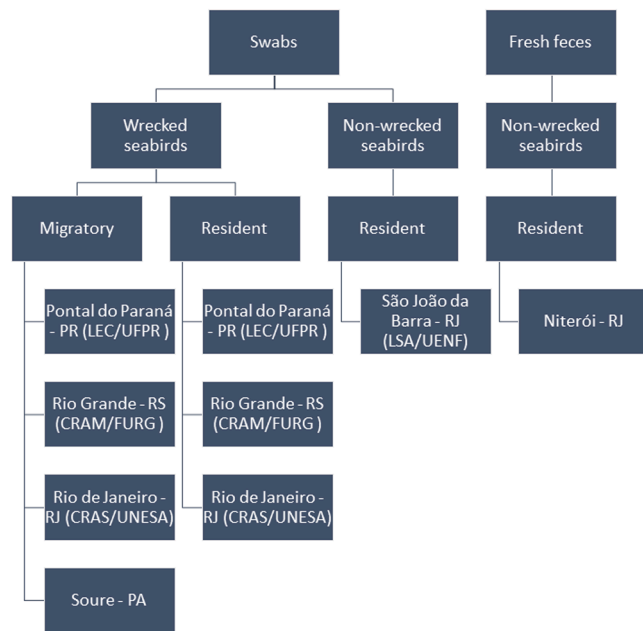 Swabs
Fresh feces
Wrecked
seabirds
Non-wrecked
seabirds
Non-wrecked
seabirds
Migratory
Resident
Resident
Resident
Pontal do Paraná
- PR (LEC/UFPR )
Pontal do Paraná
- PR (LEC/UFPR )
São João da
Barra - RJ
(LSA/UENF)
Niterói - RJ
Rio Grande - RS
(CRAM/FURG )
Rio Grande - RS
(CRAM/FURG )
Rio de Janeiro -
RJ (CRAS/UNESA)
Rio de Janeiro -
RJ (CRAS/UNESA)
Soure - PA